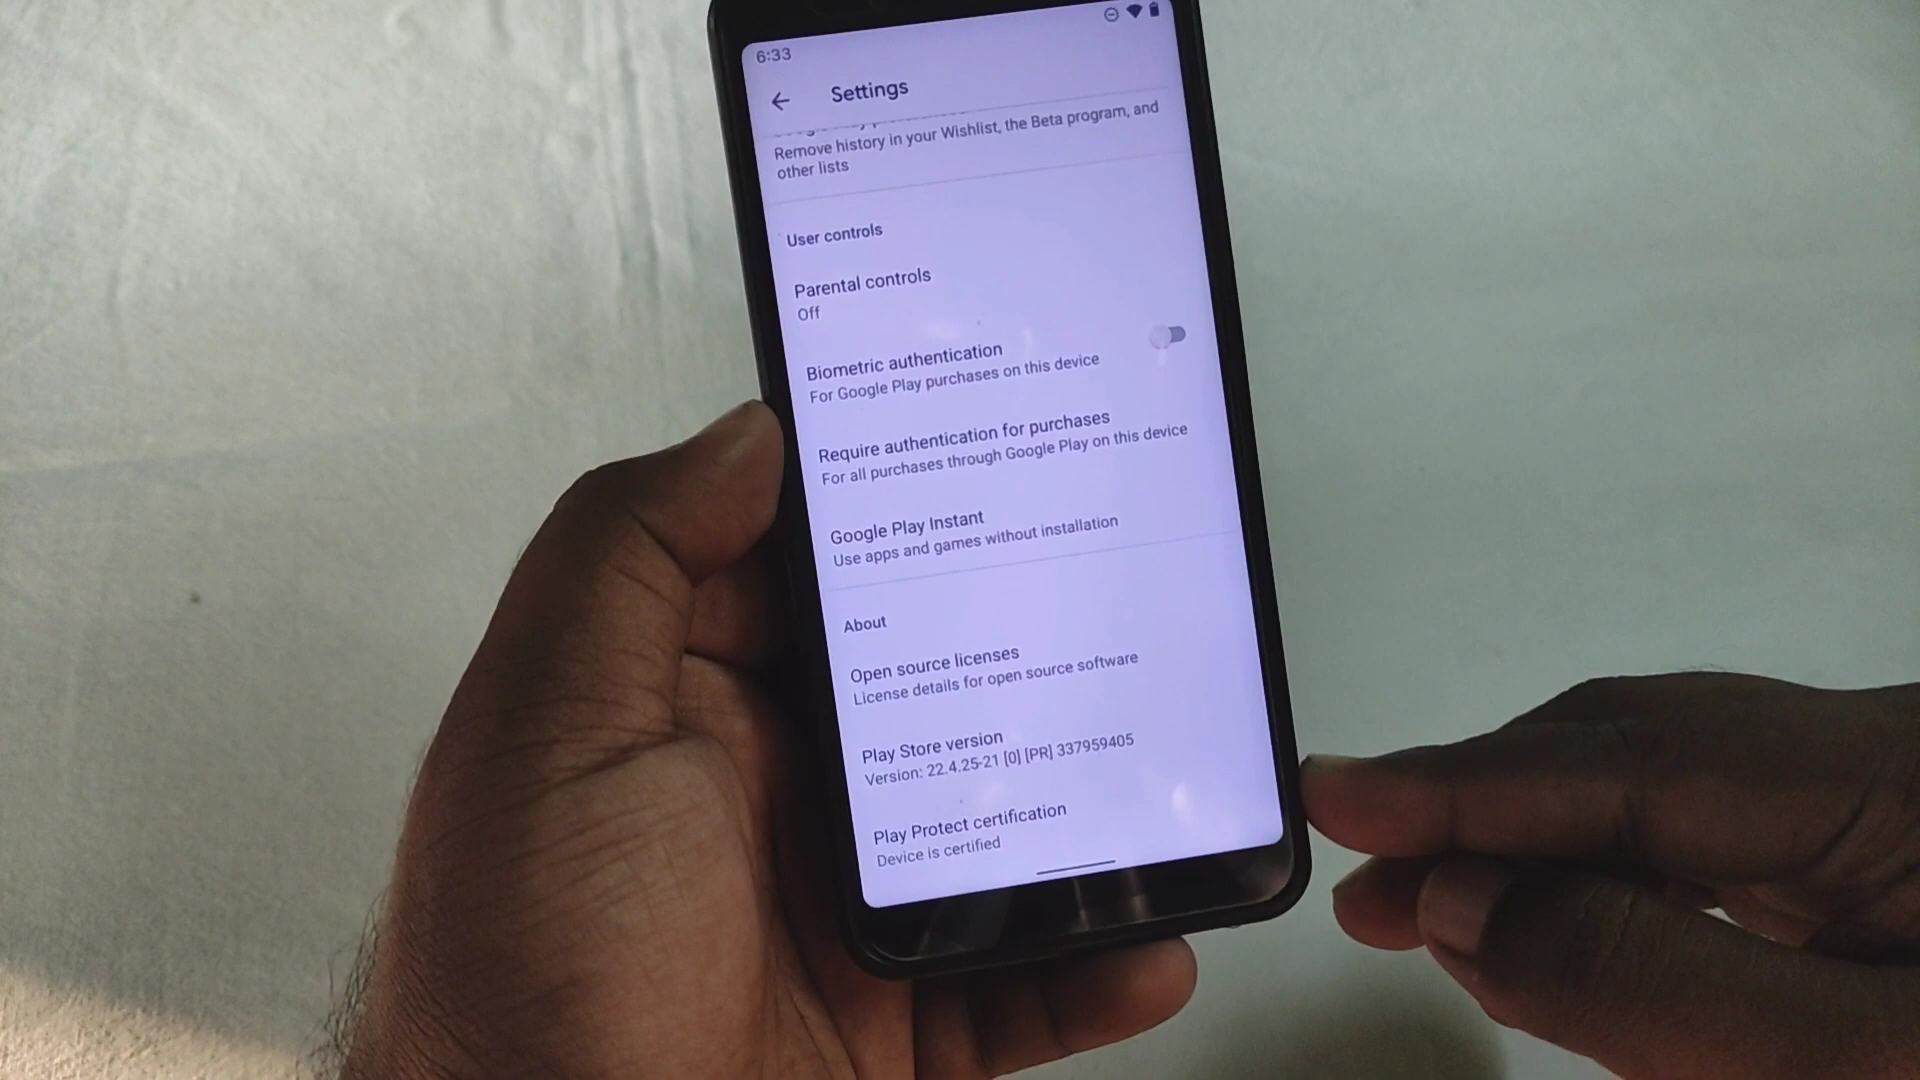 6:33
Settings
Remove history in your Wishlist, the Beta program, and
other lists
User controls
Parental controls
Off
Biometric authentication
For Google Play purchases on this device
Require authentication for purchases
For all purchases through Google Play on this device
Google Play Instant
Use apps and games without installation
About
Open source licenses
License details for open source software
Play Store version
Version: 22.4.25-21 [0] [PR] 337959405
Play Protect certification
Device is certified